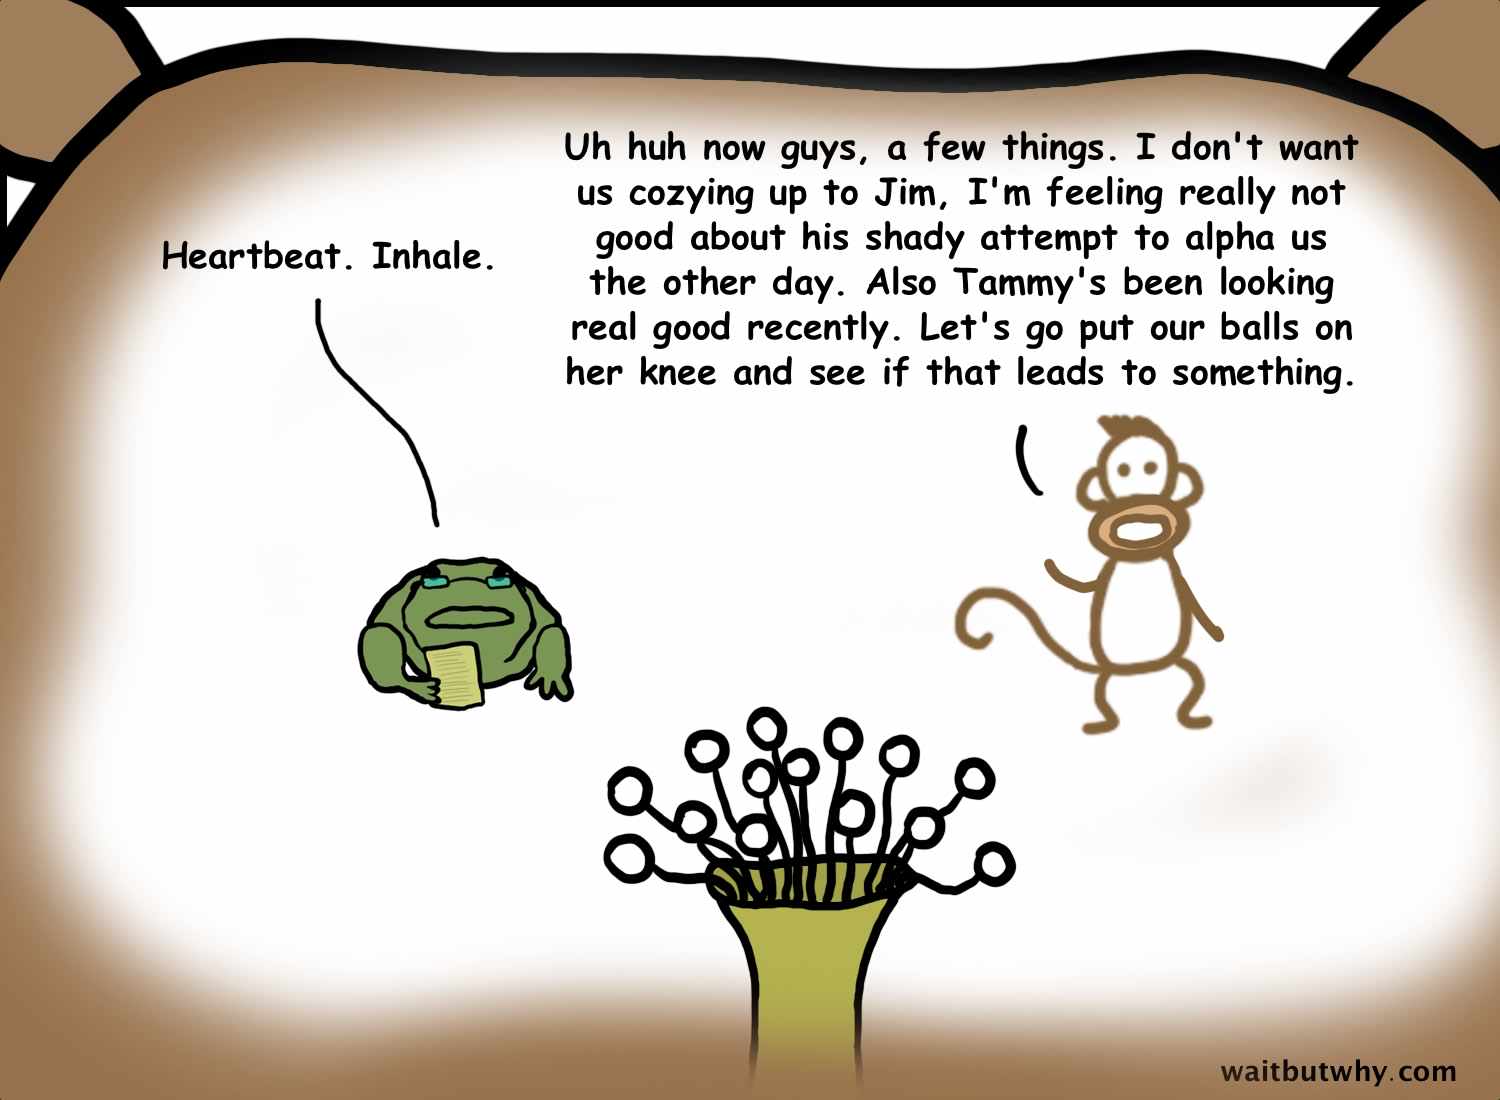 Heartbeat. Inhale.
Uh huh now guys, a few things. I don't want
us cozying up to Jim, I'm feeling really not
good about his shady attempt to alpha us
the other day. Also Tammy's been looking
real good recently. Let's go put our balls on
her knee and see if that leads to something.
waitbutwhy.com